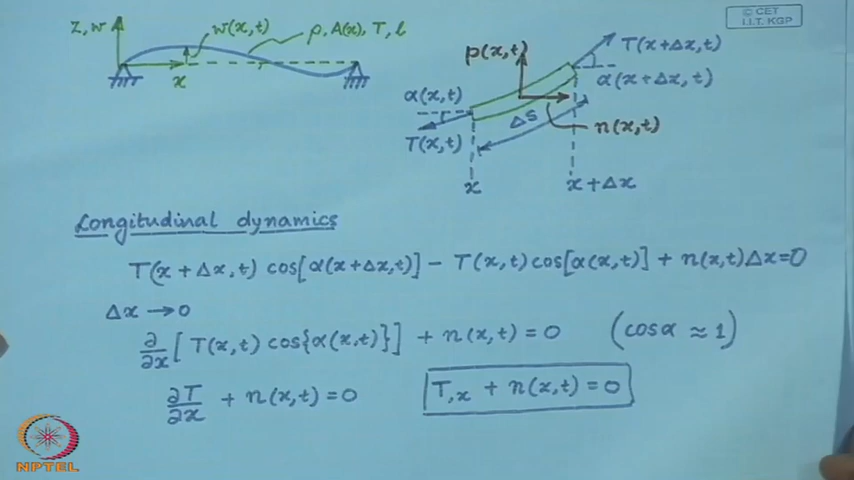 © CET
I.I.T. KGP
z, w
w(x,t)
ρ, A(x), T, l
x
p(x,t)
T(x+Δx,t)
α(x+Δx,t)
α(x,t)
T(x,t)
Δs
n(x,t)
x
x+Δx
Longitudinal dynamics
T(x+Δx,t) cos[α(x+Δx,t)] − T(x,t) cos[α(x,t)] + n(x,t)Δx=0
Δx → 0
∂/∂x [T(x,t) cos{α(x,t)}] + n(x,t) = 0 (cosα ≈ 1)
∂T/∂x + n(x,t) = 0 T,x + n(x,t) = 0
NPTEL